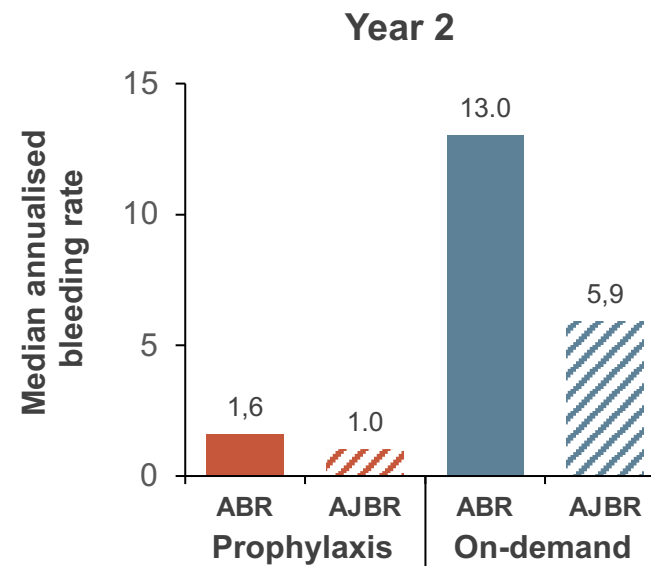 Year 2
Median annualised
bleeding rate
15
10
5
0
1,6
1.0
13.0
5,9
ABR
AJBR
ABR
AJBR
Prophylaxis
On-demand